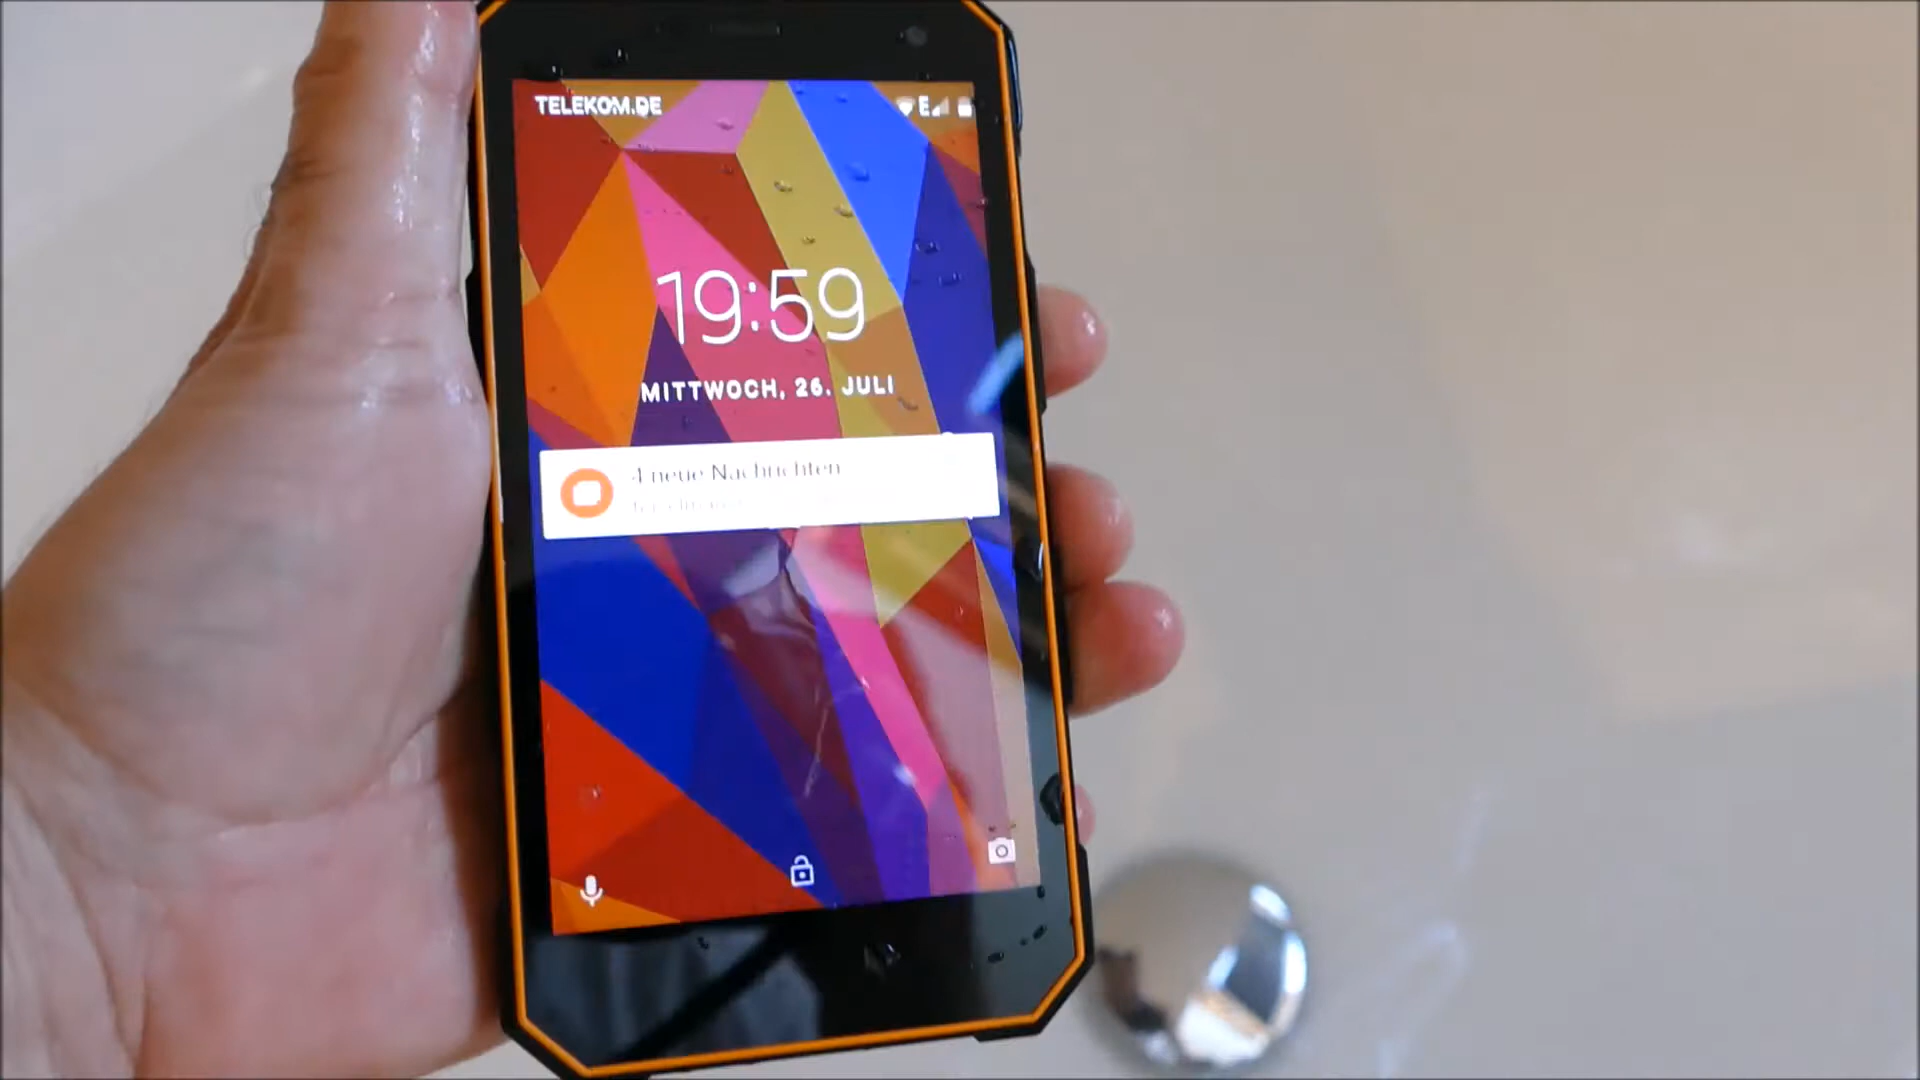 TELEKOM.DE
E
19:59
MITTWOCH, 26. JULI
4 neue Nachrichten